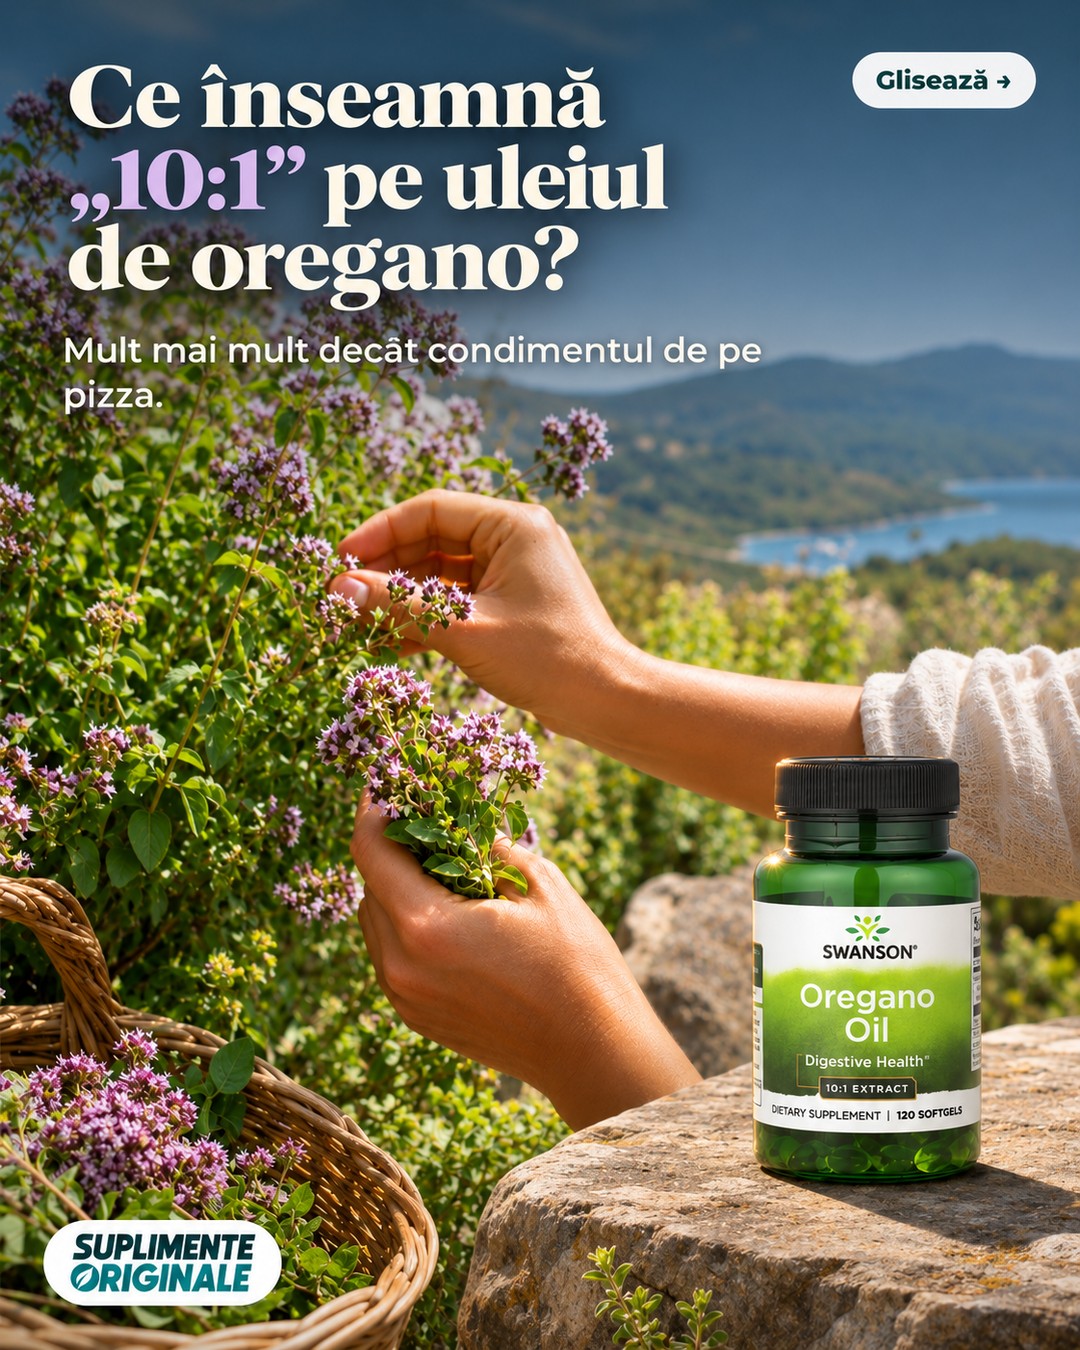 Ce înseamnă
„10:1” pe uleiul
de oregano?
Glisează →
Mult mai mult decât condimentul de pe
pizza.
SWANSON®
Oregano
Oil
Digestive Health
10:1 EXTRACT
DIETARY SUPPLEMENT | 120 SOFTGELS
SUPLIMENTE
ORIGINALE